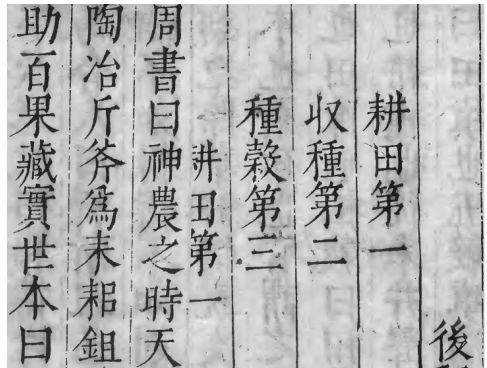 後
耕田第一
収種第二
種穀第三
耕田第一
周書曰神農之時天
陶冶斤斧爲耒耜鉏
助百果藏實世本曰